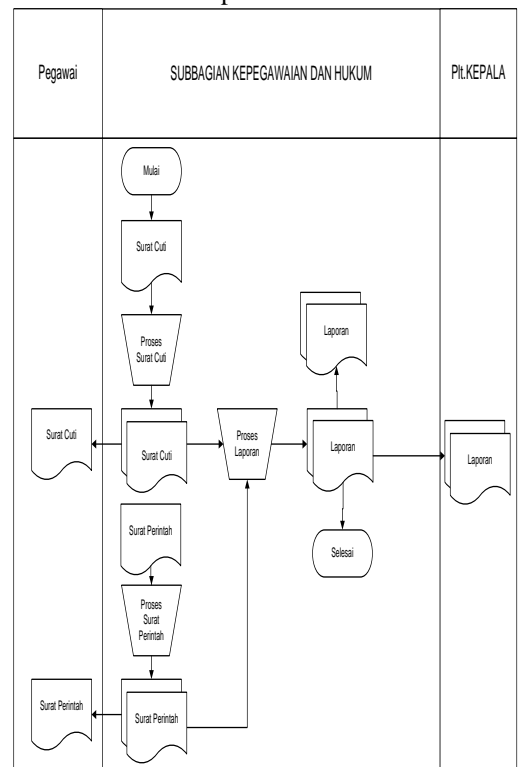 Pegawai
SUBBAGIAN KEPEGAWAIAN DAN HUKUM
Plt.KEPALA
Mulai
Surat Cuti
Proses
Surat Cuti
Laporan
Surat Cuti
Surat Cuti
Proses
Laporan
Laporan
Laporan
Surat Perintah
Selesai
Proses
Surat
Perintah
Surat Perintah
Surat Perintah